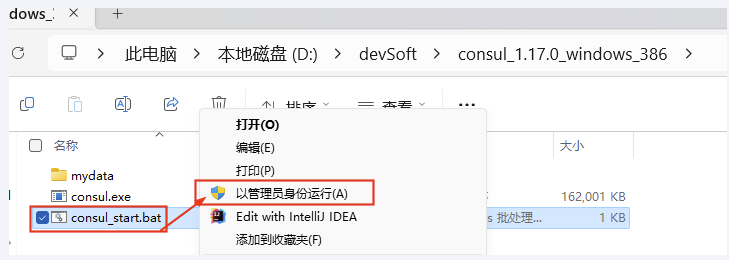 ndows_
此电脑 > 本地磁盘 (D:) > devSoft > consul_1.17.0_windows_386 >
排序 查看 ...
名称 大小
mydata
consul.exe 162,001 KB
consul_start.bat s 批处理... 1 KB
打开(O)
编辑(E)
打印(P)
以管理员身份运行(A)
Edit with IntelliJ IDEA
添加到收藏夹(F)